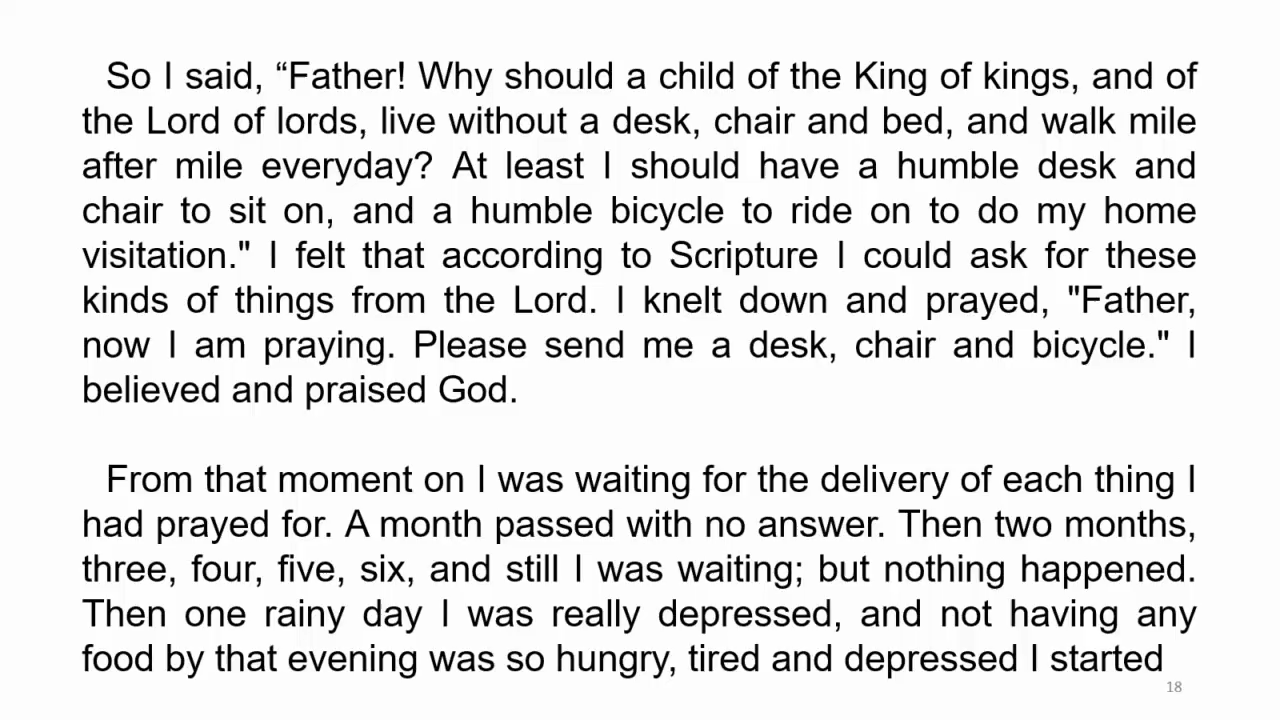 So I said, “Father! Why should a child of the King of kings, and of
the Lord of lords, live without a desk, chair and bed, and walk mile
after mile everyday? At least I should have a humble desk and
chair to sit on, and a humble bicycle to ride on to do my home
visitation." I felt that according to Scripture I could ask for these
kinds of things from the Lord. I knelt down and prayed, "Father,
now I am praying. Please send me a desk, chair and bicycle." I
believed and praised God.
From that moment on I was waiting for the delivery of each thing I
had prayed for. A month passed with no answer. Then two months,
three, four, five, six, and still I was waiting; but nothing happened.
Then one rainy day I was really depressed, and not having any
food by that evening was so hungry, tired and depressed I started
18